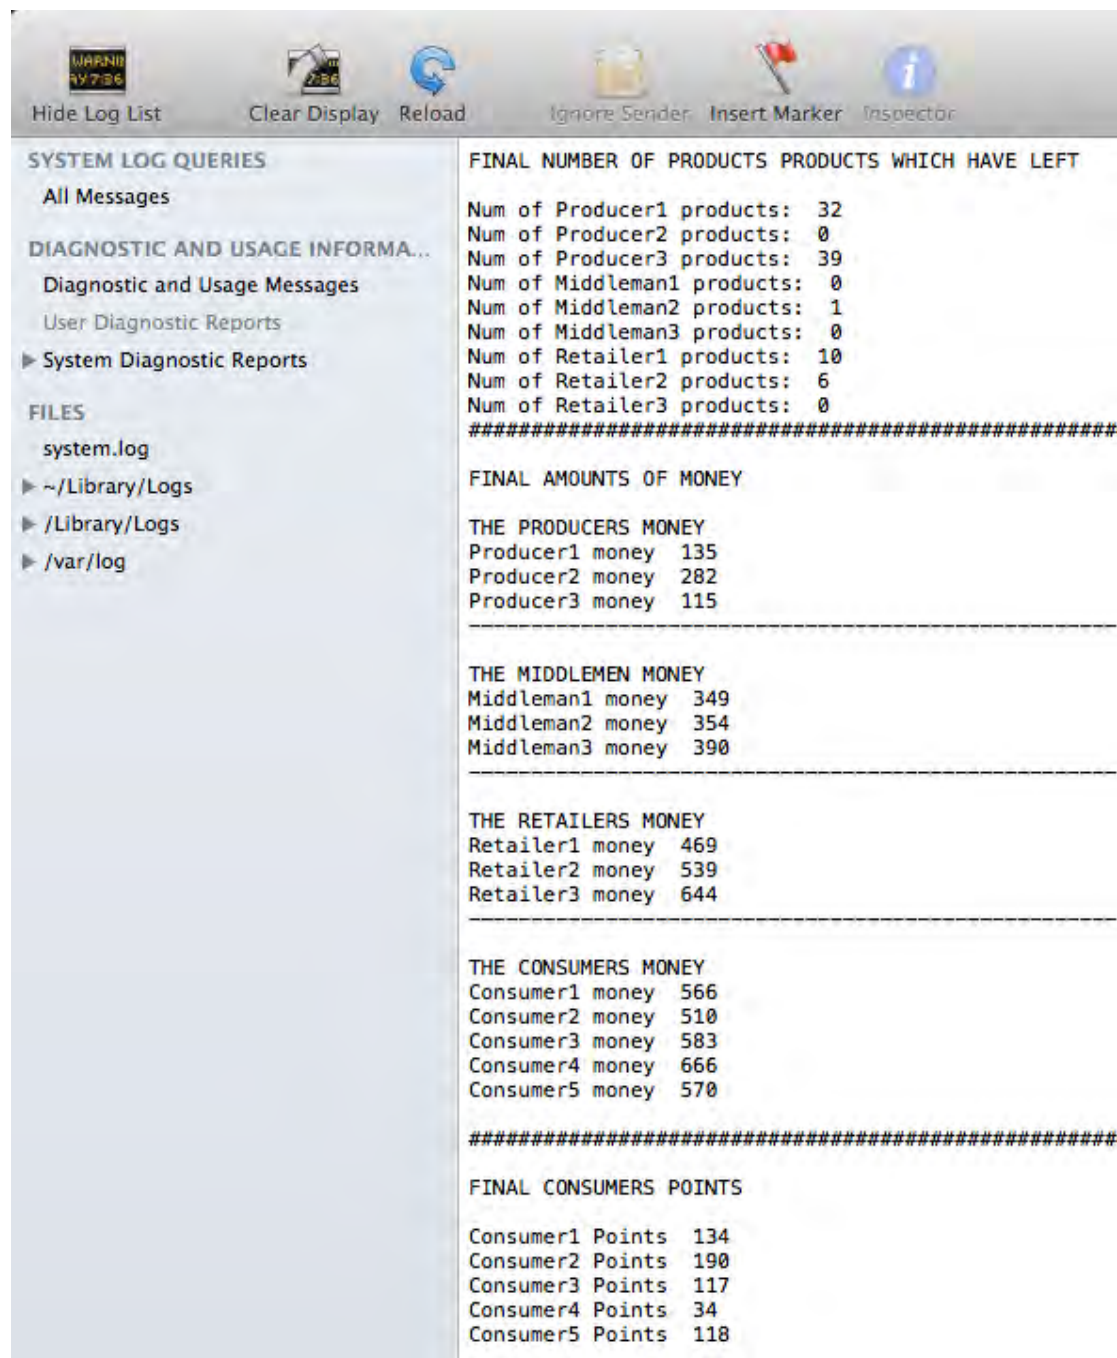 WARNIN
AY 7:36
7:36
Hide Log List
Clear Display
Reload
Ignore Sender
Insert Marker
Inspector
SYSTEM LOG QUERIES
All Messages
DIAGNOSTIC AND USAGE INFORMA...
Diagnostic and Usage Messages
User Diagnostic Reports
System Diagnostic Reports
FILES
system.log
~/Library/Logs
/Library/Logs
/var/log
FINAL NUMBER OF PRODUCTS PRODUCTS WHICH HAVE LEFT
Num of Producer1 products: 32
Num of Producer2 products: 0
Num of Producer3 products: 39
Num of Middleman1 products: 0
Num of Middleman2 products: 1
Num of Middleman3 products: 0
Num of Retailer1 products: 10
Num of Retailer2 products: 6
Num of Retailer3 products: 0
####################################################
FINAL AMOUNTS OF MONEY
THE PRODUCERS MONEY
Producer1 money 135
Producer2 money 282
Producer3 money 115
----------------------------------------------------
THE MIDDLEMEN MONEY
Middleman1 money 349
Middleman2 money 354
Middleman3 money 390
----------------------------------------------------
THE RETAILERS MONEY
Retailer1 money 469
Retailer2 money 539
Retailer3 money 644
----------------------------------------------------
THE CONSUMERS MONEY
Consumer1 money 566
Consumer2 money 510
Consumer3 money 583
Consumer4 money 666
Consumer5 money 570
####################################################
FINAL CONSUMERS POINTS
Consumer1 Points 134
Consumer2 Points 190
Consumer3 Points 117
Consumer4 Points 34
Consumer5 Points 118